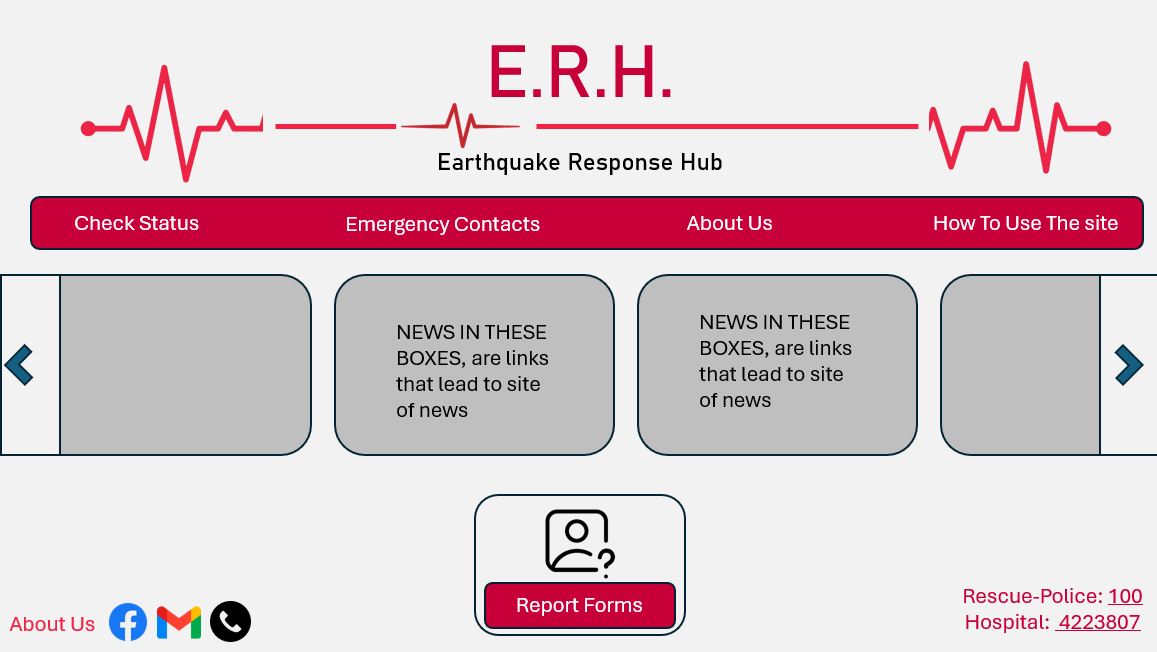 E.R.H.
Earthquake Response Hub
Check Status
Emergency Contacts
About Us
How To Use The site
NEWS IN THESE
BOXES, are links
that lead to site
of news
NEWS IN THESE
BOXES, are links
that lead to site
of news
?
Report Forms
About Us
Rescue-Police: 100
Hospital: 4223807